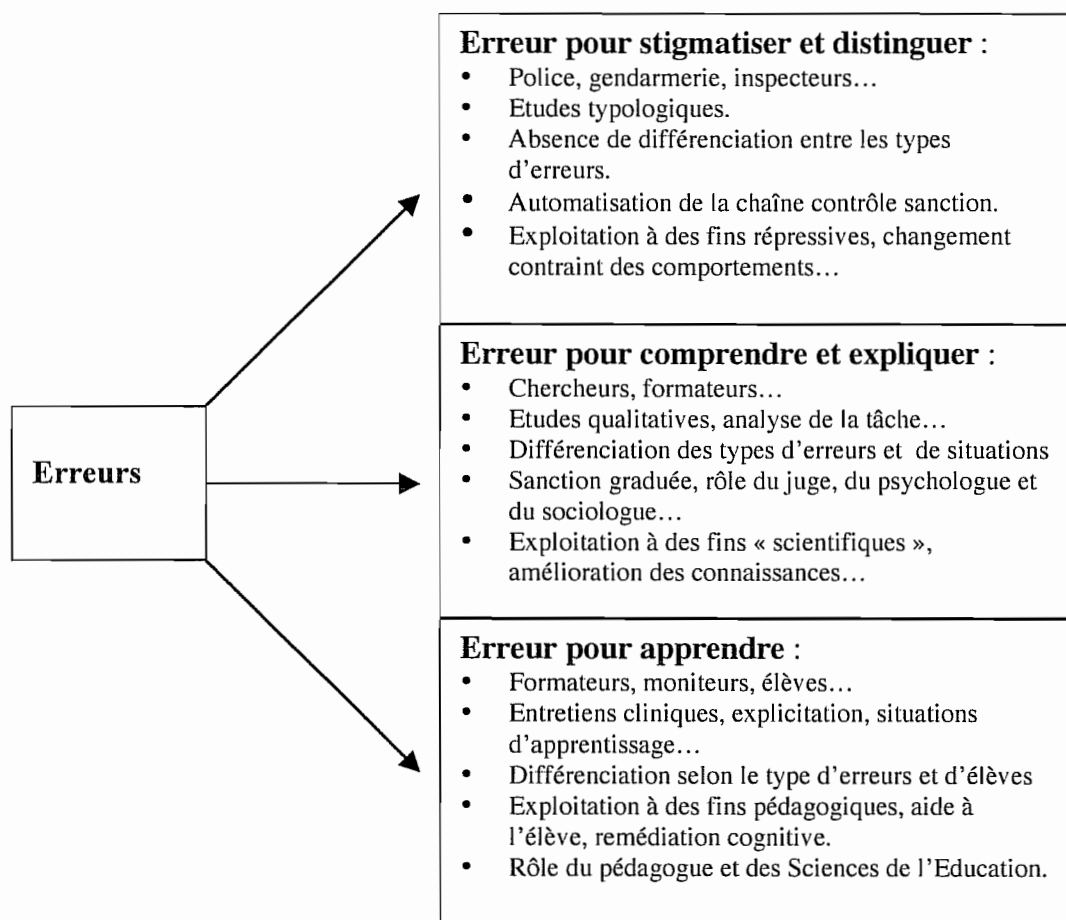 Erreur pour stigmatiser et distinguer :
• Police, gendarmerie, inspecteurs…
• Etudes typologiques.
• Absence de différenciation entre les types
d'erreurs.
• Automatisation de la chaîne contrôle sanction.
• Exploitation à des fins répressives, changement
contraint des comportements…
Erreurs
Erreur pour comprendre et expliquer :
• Chercheurs, formateurs…
• Etudes qualitatives, analyse de la tâche…
• Différenciation des types d'erreurs et de situations
• Sanction graduée, rôle du juge, du psychologue et
du sociologue…
• Exploitation à des fins « scientifiques »,
amélioration des connaissances…
Erreur pour apprendre :
• Formateurs, moniteurs, élèves…
• Entretiens cliniques, explicitation, situations
d'apprentissage…
• Différenciation selon le type d'erreurs et d'élèves
• Exploitation à des fins pédagogiques, aide à
l'élève, remédiation cognitive.
• Rôle du pédagogue et des Sciences de l'Education.